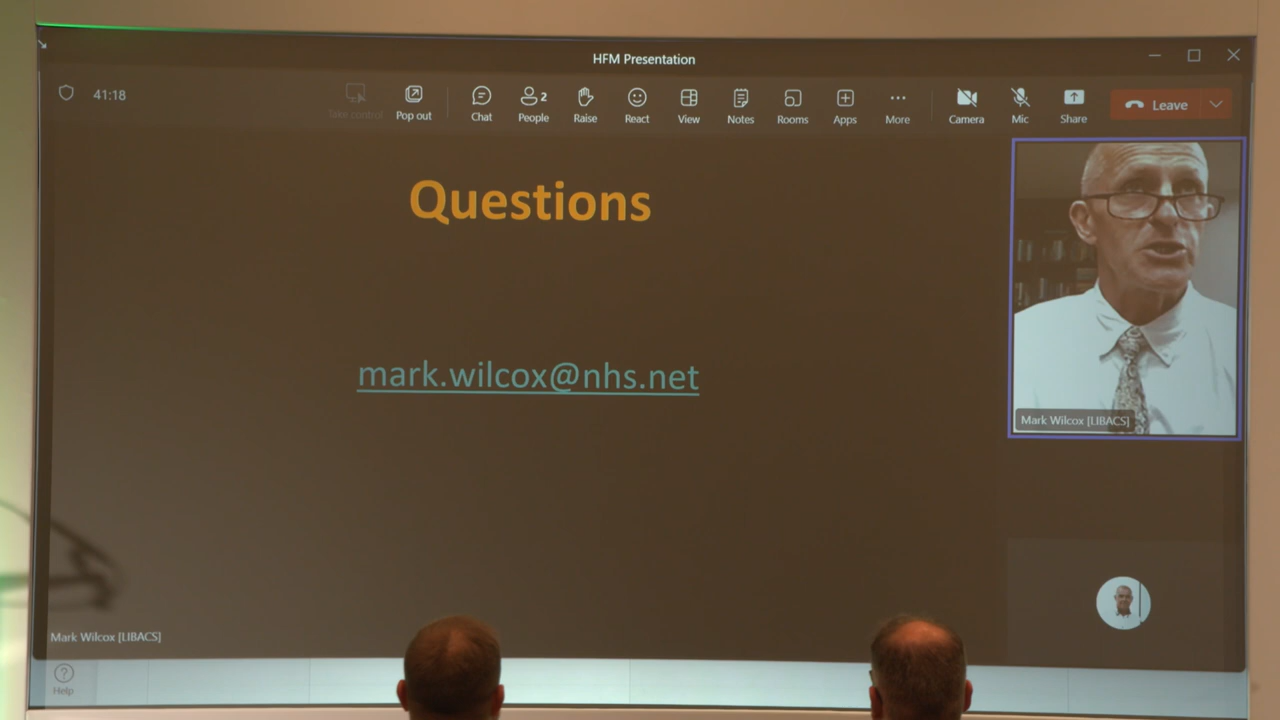 HFM Presentation
41:18
Take control
Pop out
Chat
People
2
Raise
React
View
Notes
Rooms
Apps
More
Camera
Mic
Share
Leave
Questions
mark.wilcox@nhs.net
Mark Wilcox [LIBACS]
Mark Wilcox [LIBACS]
Help